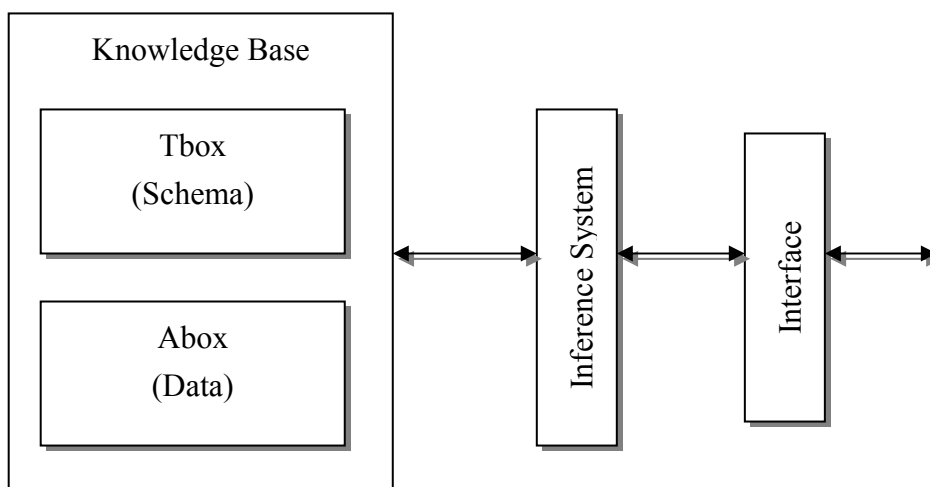 Knowledge Base
Tbox
(Schema)
Abox
(Data)
Inference System
Interface